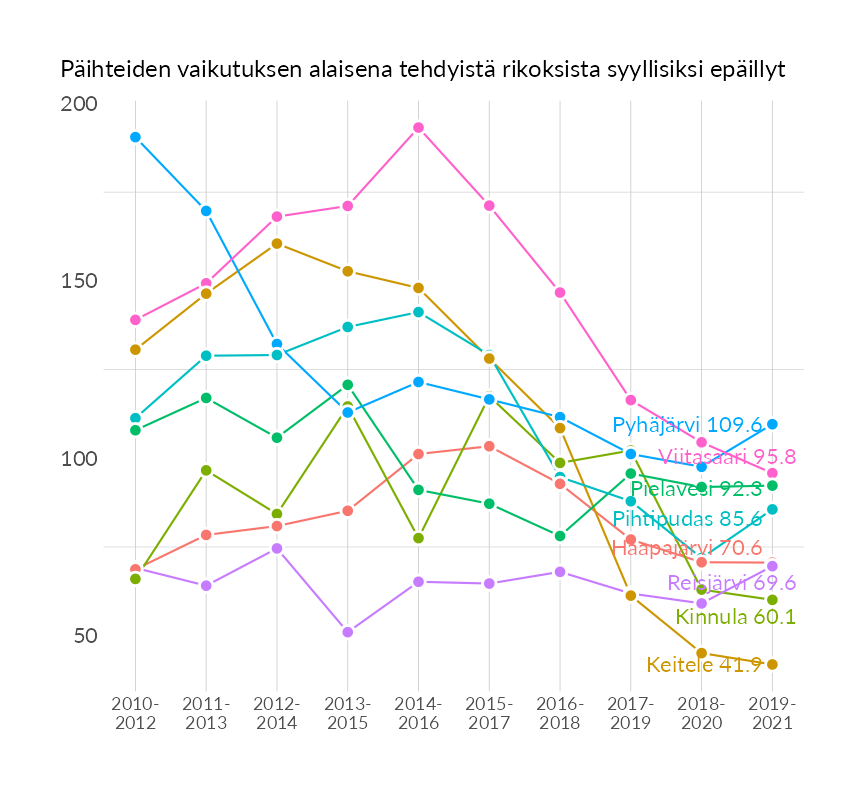 Päihteiden vaikutuksen alaisena tehdyistä rikoksista syyllisiksi epäillyt
200
150
100
50
Pyhäjärvi 109.6
Viitasaari 95.8
Pielavesi 92.3
Pihtipudas 85.6
Haapajärvi 70.6
Reisjärvi 69.6
Kinnula 60.1
Keitele 41.9
2010- 2011- 2012- 2013- 2014- 2015- 2016- 2017- 2018- 2019-
2012 2013 2014 2015 2016 2017 2018 2019 2020 2021